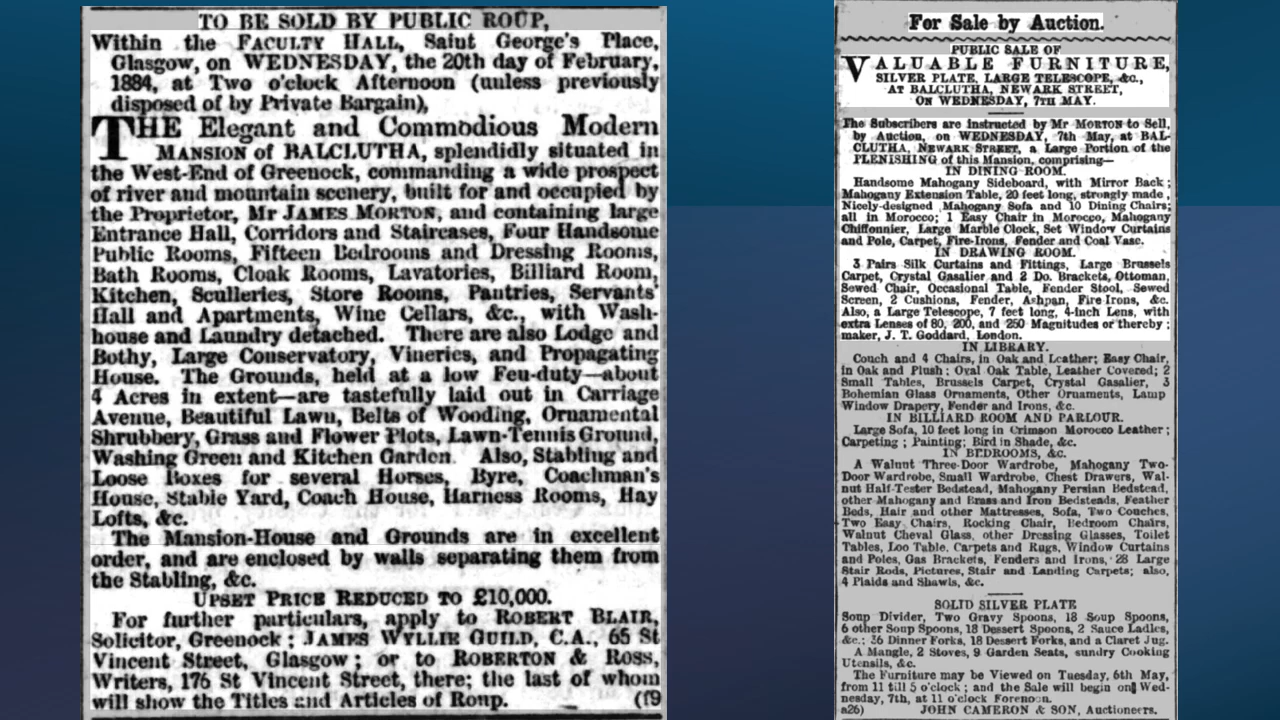 TO BE SOLD BY PUBLIC ROUP,
Within the FACULTY HALL, Saint George's Place,
Glasgow, on WEDNESDAY, the 20th day of February,
1884, at Two o'clock Afternoon (unless previously
disposed of by Private Bargain),
THE Elegant and Commodious Modern
MANSION of BALCLUTHA, splendidly situated in
the West-End of Greenock, commanding a wide prospect
of river and mountain scenery, built for and occupied by
the Proprietor, Mr JAMES MORTON, and containing large
Entrance Hall, Corridors and Staircases, Four Handsome
Public Rooms, Fifteen Bedrooms and Dressing Rooms,
Bath Rooms, Cloak Rooms, Lavatories, Billiard Room,
Kitchen, Sculleries, Store Rooms, Pantries, Servants'
Hall and Apartments, Wine Cellars, &c., with Wash-
house and Laundry detached. There are also Lodge and
Bothy, Large Conservatory, Vineries, and Propagating
House. The Grounds, held at a low Feu-duty—about
4 Acres in extent—are tastefully laid out in Carriage
Avenue, Beautiful Lawn, Belts of Wooding, Ornamental
Shrubbery, Grass and Flower Plots, Lawn-Tennis Ground,
Washing Green and Kitchen Garden. Also, Stabling and
Loose Boxes for several Horses, Byre, Coachman's
House, Stable Yard, Coach House, Harness Rooms, Hay
Lofts, &c.
The Mansion-House and Grounds are in excellent
order, and are enclosed by walls separating them from
the Stabling, &c.
UPSET PRICE REDUCED TO £10,000.
For further particulars, apply to ROBERT BLAIR,
Solicitor, Greenock; JAMES WYLLIE GUILD, C.A., 65 St
Vincent Street, Glasgow; or to ROBERTON & ROSS,
Writers, 176 St Vincent Street, there; the last of whom
will show the Titles and Articles of Roup. (f9
For Sale by Auction.
PUBLIC SALE OF
VALUABLE FURNITURE,
SILVER PLATE, LARGE TELESCOPE, &c.,
AT BALCLUTHA, NEWARK STREET,
ON WEDNESDAY, 7TH MAY.
The Subscribers are instructed by Mr MORTON to Sell,
by Auction, on WEDNESDAY, 7th May, at BAL-
CLUTHA, NEWARK STREET, a Large Portion of the
PLENISHING of this Mansion, comprising—
IN DINING ROOM.
Handsome Mahogany Sideboard, with Mirror Back;
Mahogany Extension Table, 20 feet long, strongly made,
Nicely-designed Mahogany Sofa and 10 Dining Chairs;
all in Morocco; 1 Easy Chair in Morocco, Mahogany
Chiffonnier, Large Marble Clock, Set Window Curtains
and Pole, Carpet, Fire-Irons, Fender and Coal Vase.
IN DRAWING ROOM.
3 Pairs Silk Curtains and Fittings, Large Brussels
Carpet, Crystal Gasalier and 2 Do. Brackets, Ottoman,
Sewed Chair, Occasional Table, Fender Stool, Sewed
Screen, 2 Cushions, Fender, Ashpan, Fire-Irons, &c.
Also, a Large Telescope, 7 feet long, 4-inch Lens, with
extra Lenses of 80, 200, and 250 Magnitudes or thereby;
maker, J. T. Goddard, London.
IN LIBRARY.
Couch and 4 Chairs, in Oak and Leather; Easy Chair,
in Oak and Plush; Oval Oak Table, Leather Covered; 2
Small Tables, Brussels Carpet, Crystal Gasalier, 3
Bohemian Glass Ornaments, Other Ornaments, Lamp
Window Drapery, Fender and Irons, &c.
IN BILLIARD ROOM AND PARLOUR.
Large Sofa, 10 feet long in Crimson Morocco Leather;
Carpeting; Painting; Bird in Shade, &c.
IN BEDROOMS, &c.
A Walnut Three-Door Wardrobe, Mahogany Two-
Door Wardrobe, Small Wardrobe, Chest Drawers, Wal-
nut Half-Tester Bedstead, Mahogany Persian Bedstead,
other Mahogany and Brass and Iron Bedsteads, Feather
Beds, Hair and other Mattresses, Sofa, Two Couches,
Two Easy Chairs, Rocking Chair, Bedroom Chairs,
Walnut Cheval Glass, other Dressing Glasses, Toilet
Tables, Loo Table, Carpets and Rugs, Window Curtains
and Poles, Gas Brackets, Fenders and Irons, 28 Large
Stair Rods, Pictures, Stair and Landing Carpets; also,
4 Plaids and Shawls, &c.
SOLID SILVER PLATE
Soup Divider, Two Gravy Spoons, 18 Soup Spoons,
6 other Soup Spoons, 18 Dessert Spoons, 2 Sauce Ladles,
&c.; 36 Dinner Forks, 18 Dessert Forks, and a Claret Jug.
A Mangle, 2 Stoves, 9 Garden Seats, sundry Cooking
Utensils, &c.
The Furniture may be Viewed on Tuesday, 6th May,
from 11 till 5 o'clock; and the Sale will begin on Wed-
nesday, 7th, at 11 o'clock Forenoon.
a26) JOHN CAMERON & SON, Auctioneers.